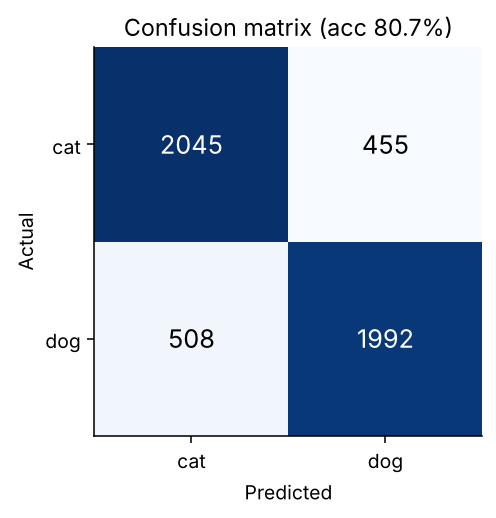 Confusion matrix (acc 80.7%)
Actual
cat
2045
455
dog
508
1992
cat
dog
Predicted